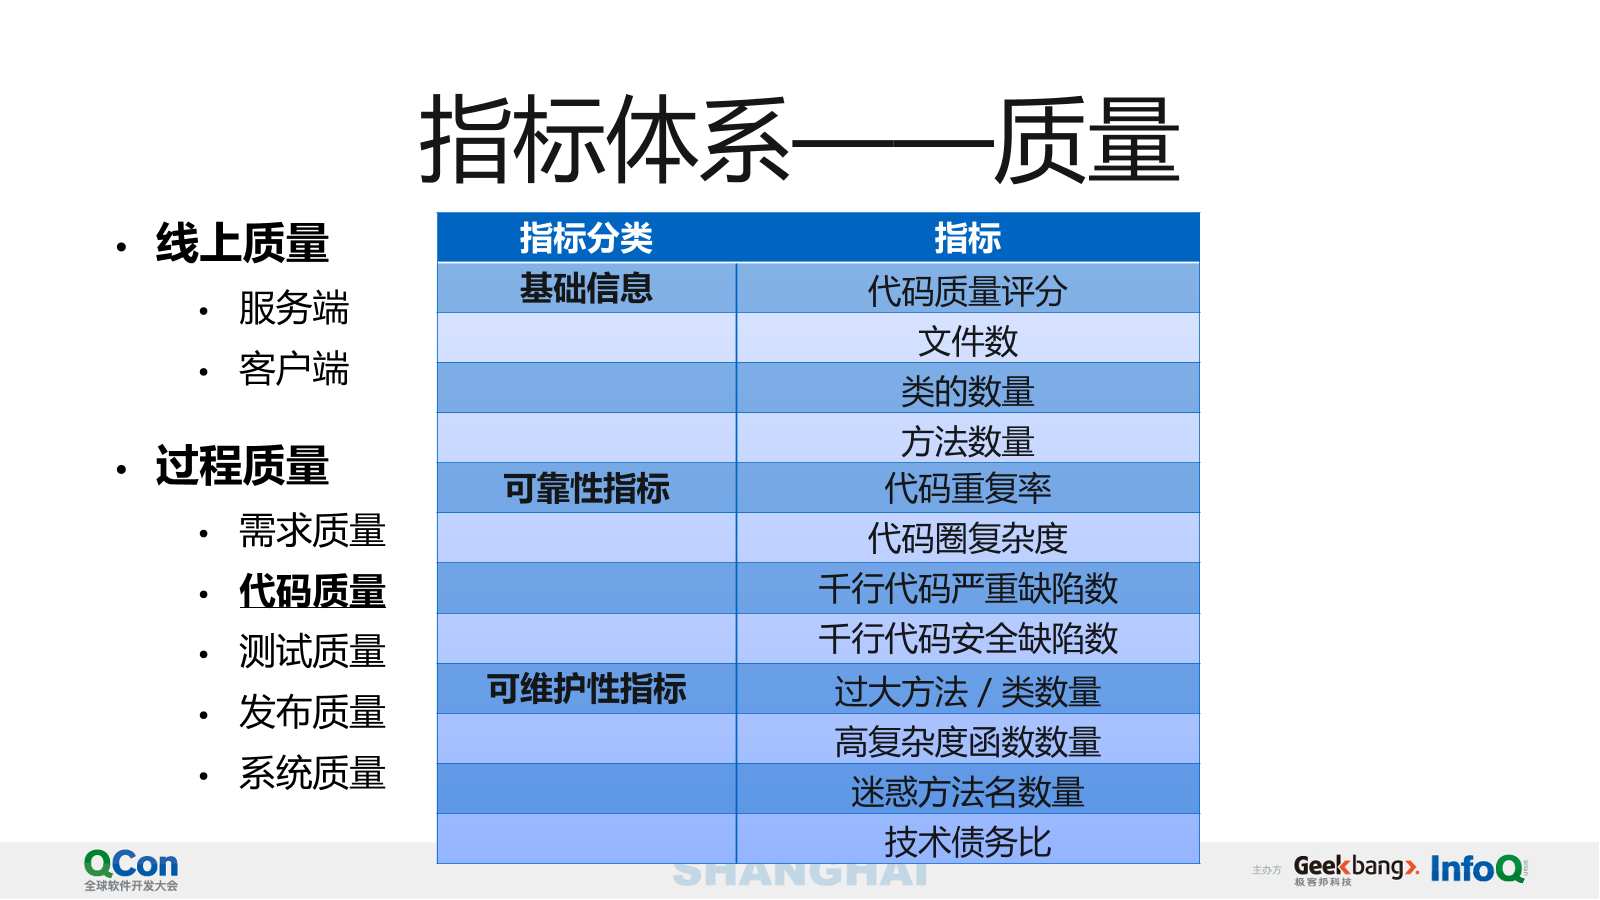 指标体系——质量
• 线上质量
• 服务端
• 客户端
• 过程质量
• 需求质量
• 代码质量
• 测试质量
• 发布质量
• 系统质量
指标分类 指标
基础信息 代码质量评分
文件数
类的数量
方法数量
可靠性指标 代码重复率
代码圈复杂度
千行代码严重缺陷数
千行代码安全缺陷数
可维护性指标 过大方法 / 类数量
高复杂度函数数量
迷惑方法名数量
技术债务比
QCon
全球软件开发大会
SHANGHAI
主办方
Geekbang>.
极客邦科技
InfoQ